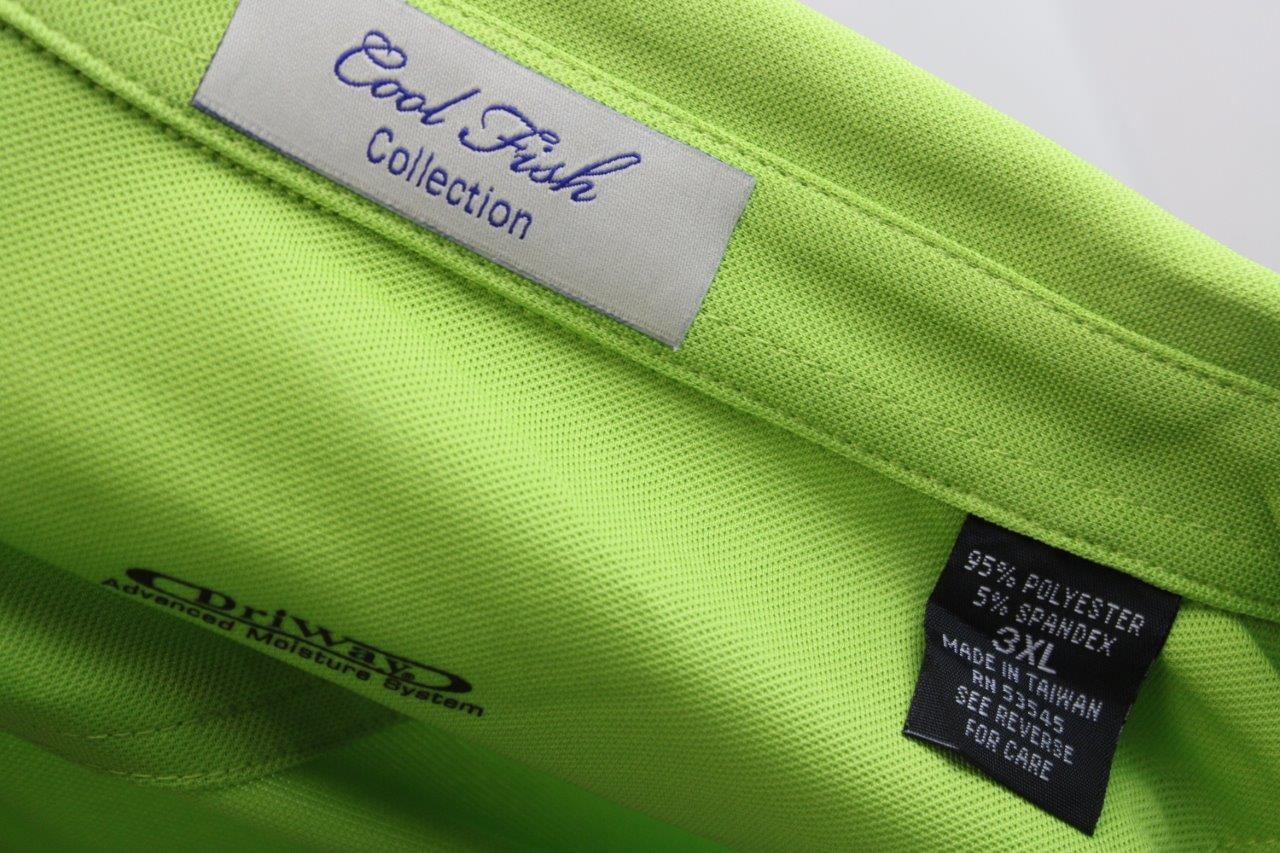 Cool Fish
Collection
DriWay®
Advanced Moisture System
95% POLYESTER
5% SPANDEX
3XL
MADE IN TAIWAN
RN 53545
SEE REVERSE
FOR CARE